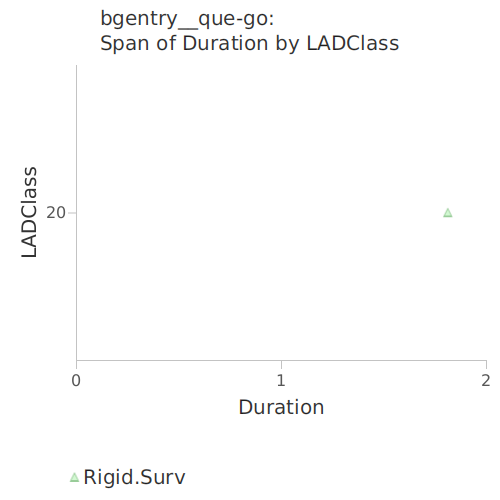 bgentry__que-go:
Span of Duration by LADClass
LADClass
20
0
1
2
Duration
Rigid.Surv